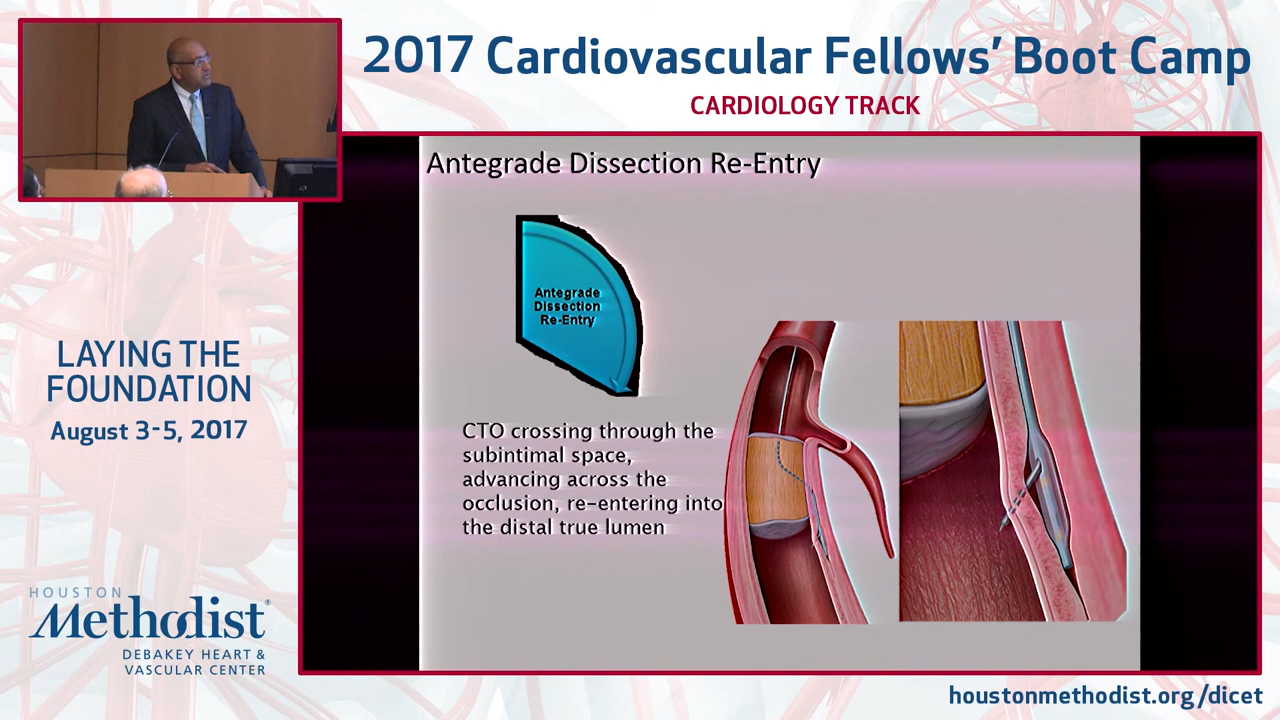 2017 Cardiovascular Fellows’ Boot Camp
CARDIOLOGY TRACK
Antegrade Dissection Re-Entry
Antegrade
Dissection
Re-Entry
CTO crossing through the
subintimal space,
advancing across the
occlusion, re-entering into
the distal true lumen
LAYING THE
FOUNDATION
August 3-5, 2017
HOUSTON
Methodist®
DEBAKEY HEART &
VASCULAR CENTER
houstonmethodist.org/dicet